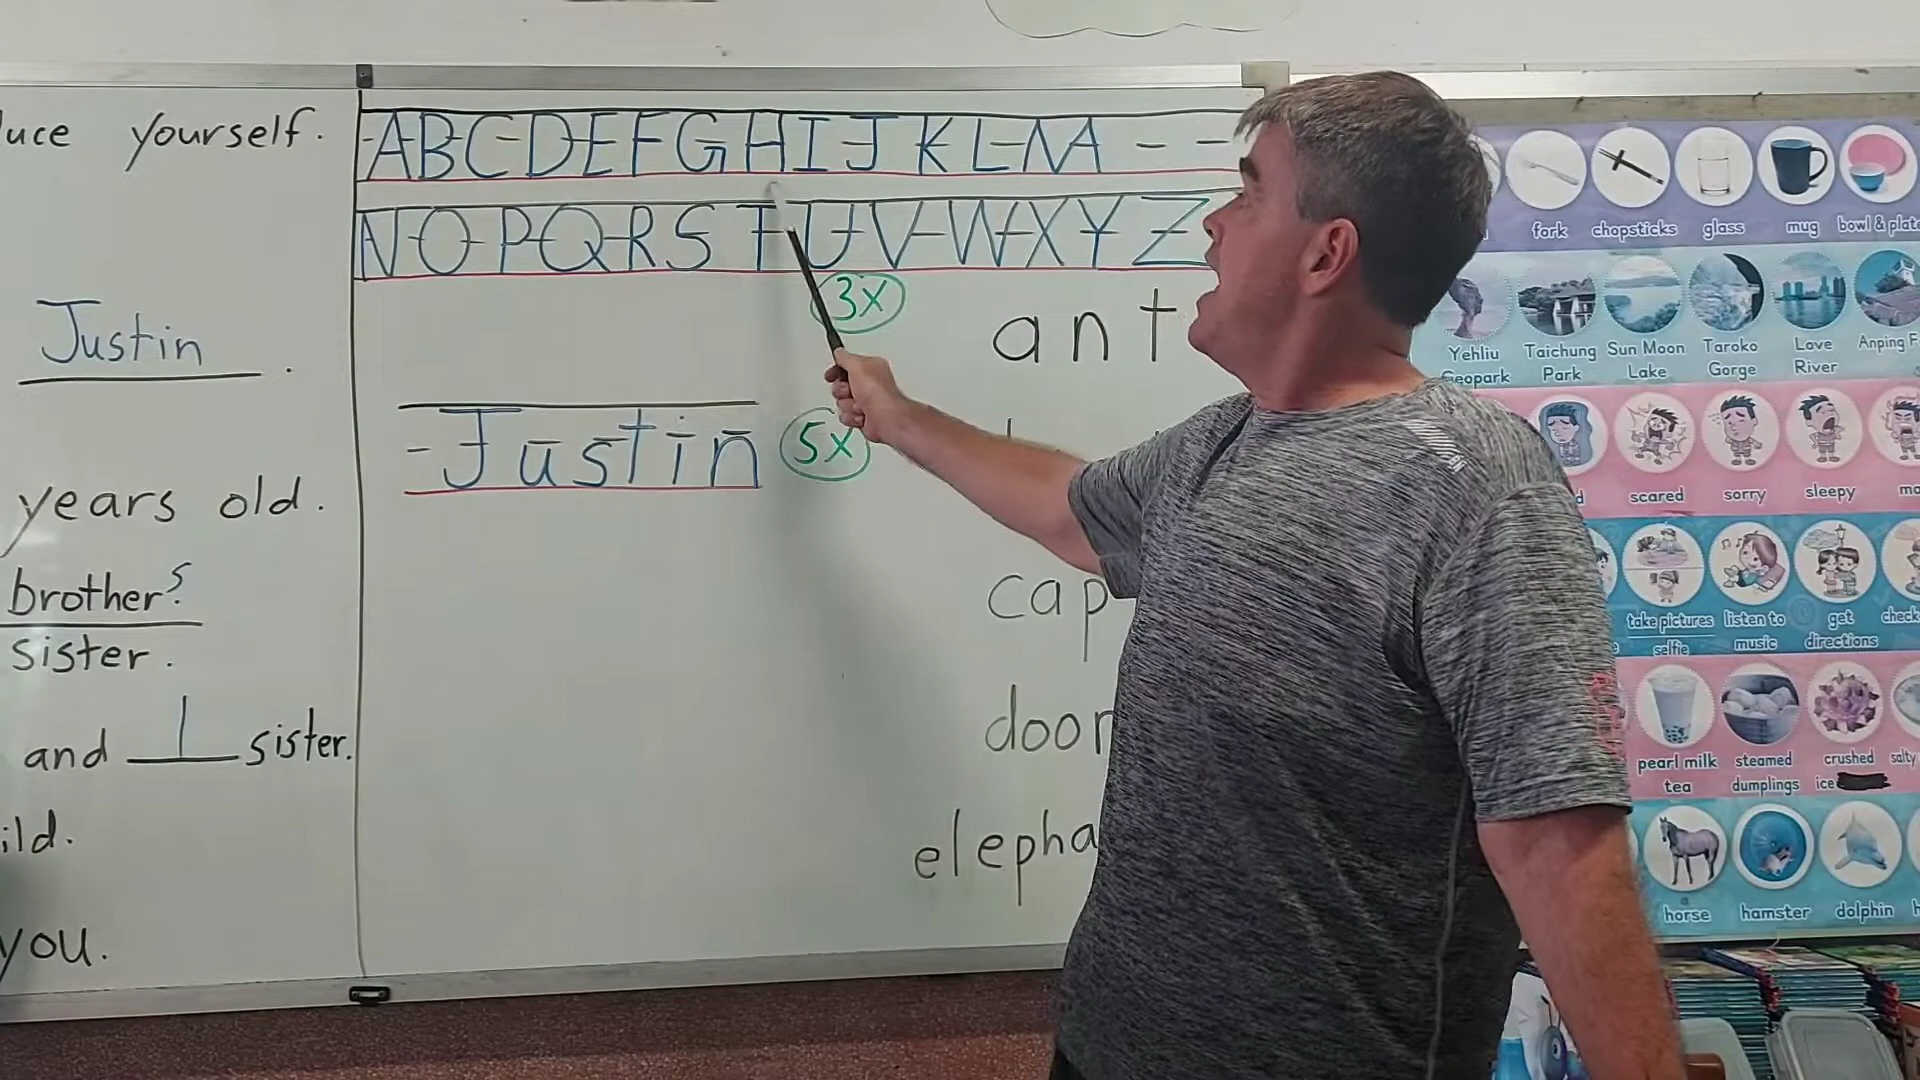 yourself.
Justin .
years old.
brothers.
sister.
and 1 sister.
you.
ABCDEFGHIJKLM - -
NOPQRSTUVWXYZ
3x
Justin 5x
ant
cap
door
elepha
fork chopsticks glass mug bowl & plate
Yehliu Geopark Taichung Park Sun Moon Lake Taroko Gorge Love River Anping
scared sorry sleepy
take pictures selfie listen to music get directions check
pearl milk tea steamed dumplings crushed ice salty
a
horse hamster dolphin